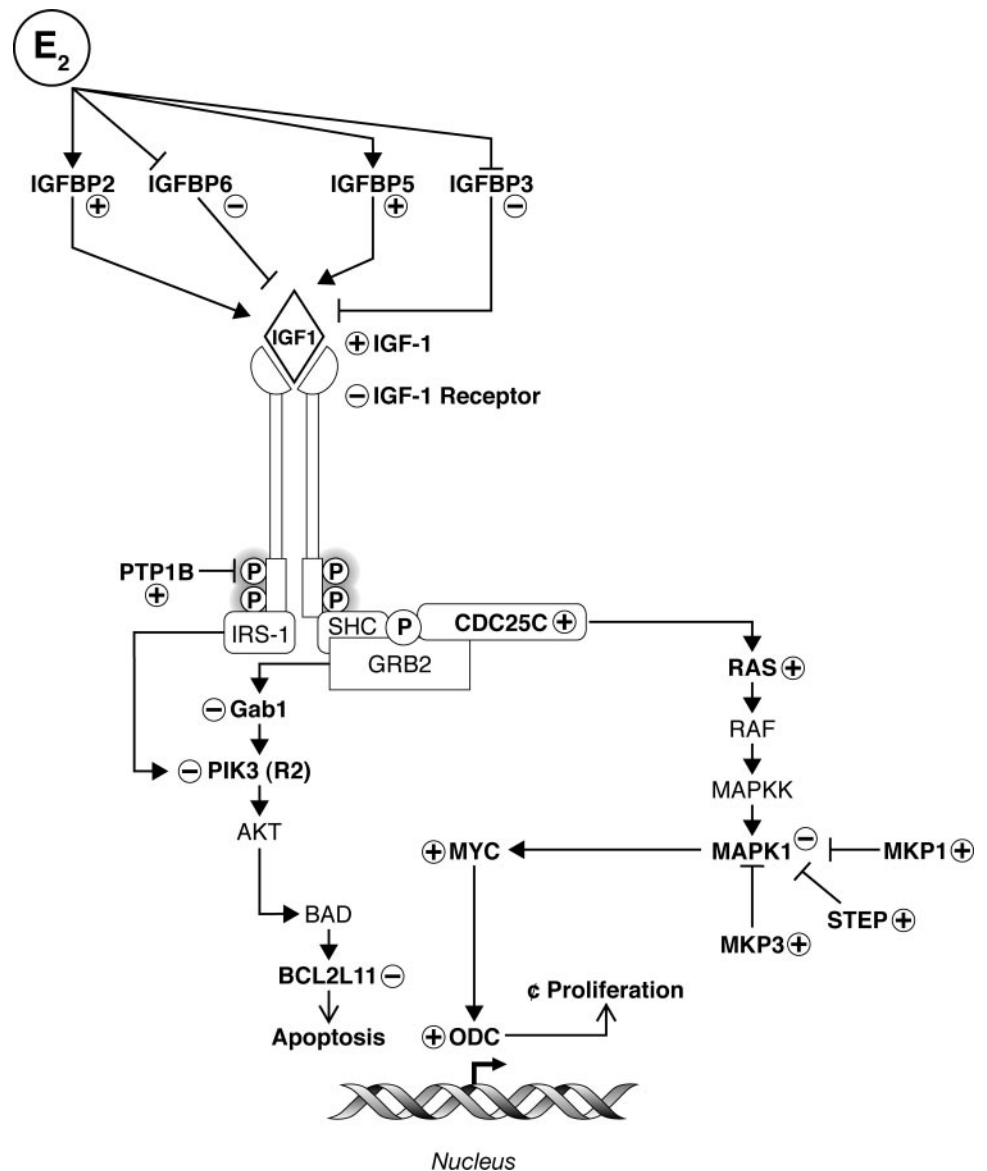 E2
IGFBP2 IGFBP6 IGFBP5 IGFBP3
+ − + −
IGF1
+ IGF-1
− IGF-1 Receptor
PTP1B
+
P P
P P
IRS-1 SHC P CDC25C +
GRB2
RAS +
− Gab1
RAF
− PIK3 (R2)
MAPKK
AKT
+ MYC MAPK1 − MKP1 +
BAD
STEP +
MKP3 +
BCL2L11 −
¢ Proliferation
Apoptosis + ODC
Nucleus